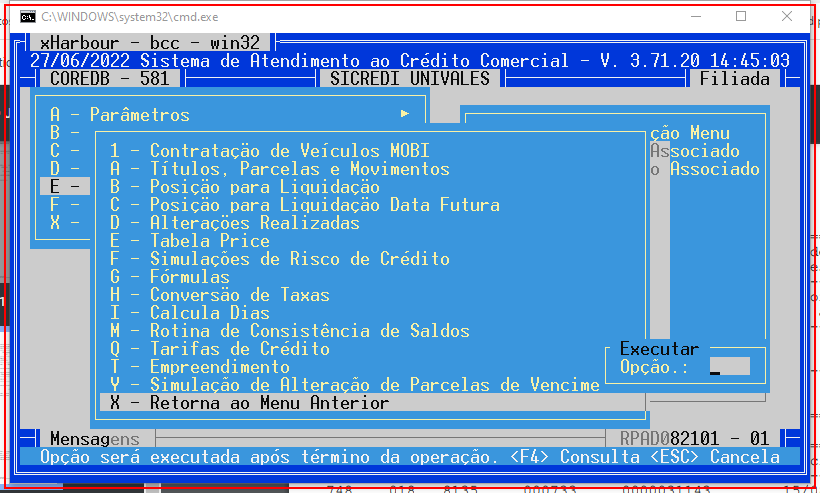 C:\WINDOWS\system32\cmd.exe
xHarbour - bcc - win32
27/06/2022 Sistema de Atendimento ao Crédito Comercial - V. 3.71.20 14:45:03
COREDB - 581 SICREDI UNIVALES Filiada
A - Parâmetros ►
B - ção Menu
C - 1 - Contratação de Veículos MOBI Associado
D - A - Títulos, Parcelas e Movimentos o Associado
E - B - Posição para Liquidação
F - C - Posição para Liquidação Data Futura
X - D - Alterações Realizadas
E - Tabela Price
F - Simulações de Risco de Crédito
G - Fórmulas
H - Conversão de Taxas
I - Calcula Dias
M - Rotina de Consistência de Saldos
Q - Tarifas de Crédito Executar
T - Empreendimento Opção.:
Y - Simulação de Alteração de Parcelas de Vencime
X - Retorna ao Menu Anterior
Mensagens RPAD082101 - 01
Opção será executada após término da operação. <F4> Consulta <ESC> Cancela
748 018 8135 000733 0000031143